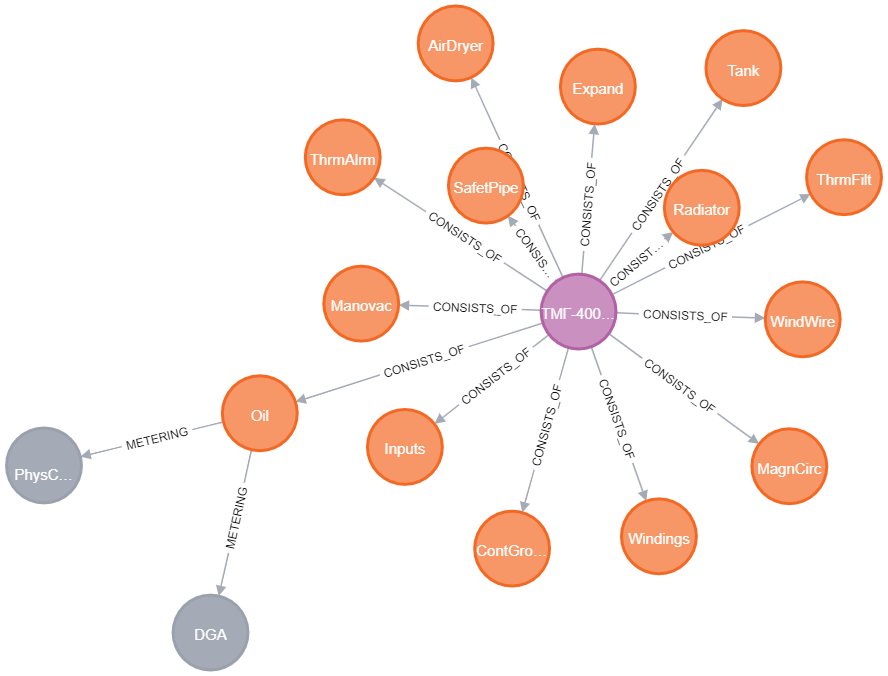 AirDryer
Expand
Tank
ThrmAlrm
SafetPipe
Radiator
ThrmFilt
CONSISTS_OF
CONSIS...
CONSISTS_OF
CONSISTS_OF
CONSIST...
CONSISTS_OF
Manovac
CONSISTS_OF
ТМГ-400...
CONSISTS_OF
WindWire
CONSISTS_OF
CONSISTS_OF
CONSISTS_OF
Oil
METERING
PhysC...
Inputs
CONSISTS_OF
CONSISTS_OF
MagnCirc
METERING
ContGro...
Windings
DGA
CONSISTS_OF